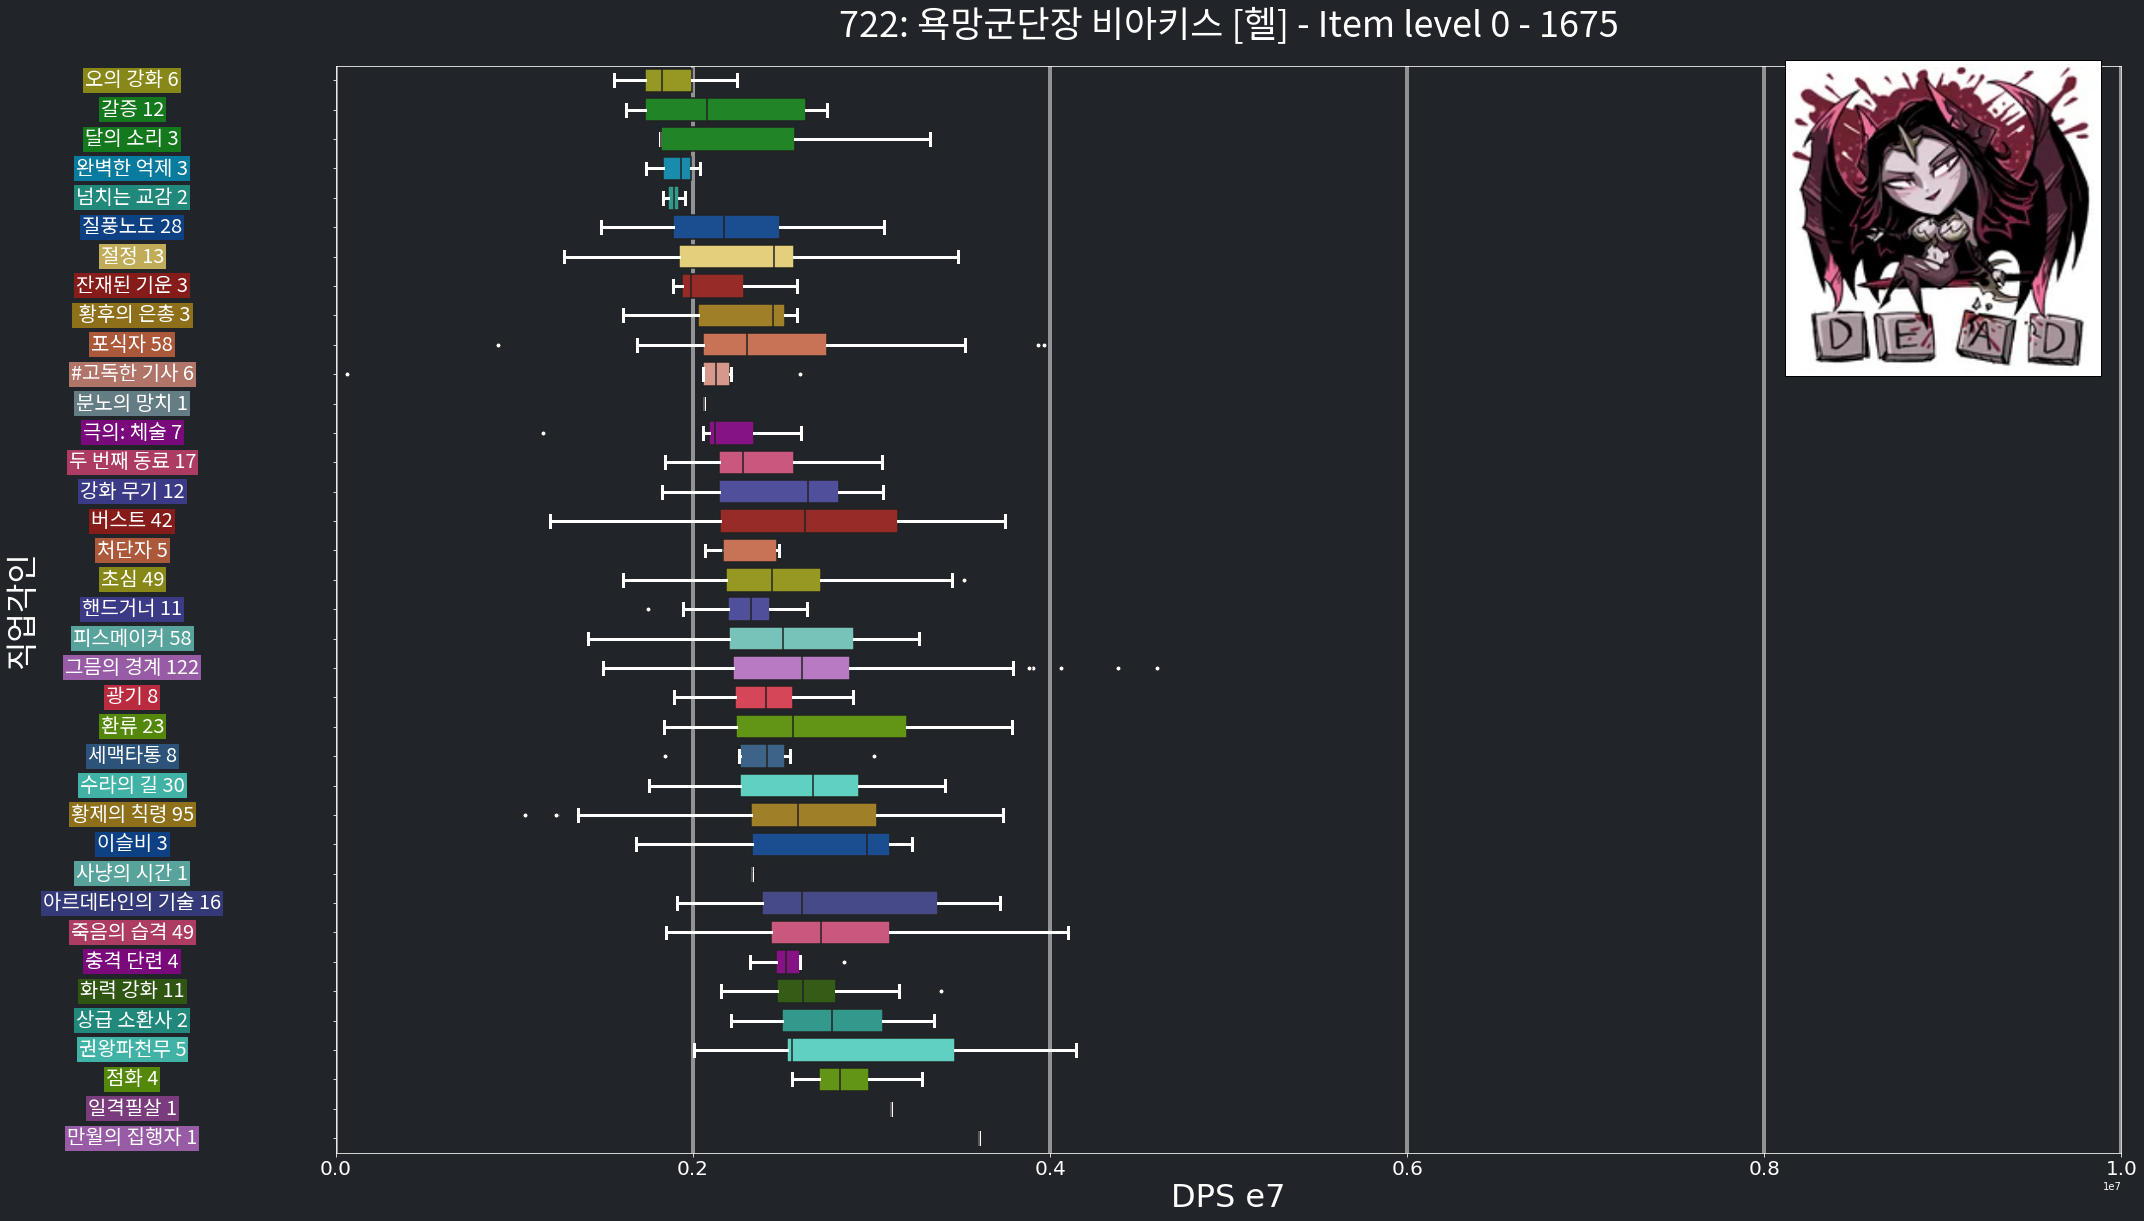 722: 욕망군단장 비아키스 [헬] - Item level 0 - 1675
직업각인
오의 강화 6
갈증 12
달의 소리 3
완벽한 억제 3
넘치는 교감 2
질풍노도 28
절정 13
잔재된 기운 3
황후의 은총 3
포식자 58
#고독한 기사 6
분노의 망치 1
극의: 체술 7
두 번째 동료 17
강화 무기 12
버스트 42
처단자 5
초심 49
핸드거너 11
피스메이커 58
그믐의 경계 122
광기 8
환류 23
세맥타통 8
수라의 길 30
황제의 칙령 95
이슬비 3
사냥의 시간 1
아르데타인의 기술 16
죽음의 습격 49
충격 단련 4
화력 강화 11
상급 소환사 2
권왕파천무 5
점화 4
일격필살 1
만월의 집행자 1
0.0 0.2 0.4 0.6 0.8 1.0
1e7
DPS e7
DEAD